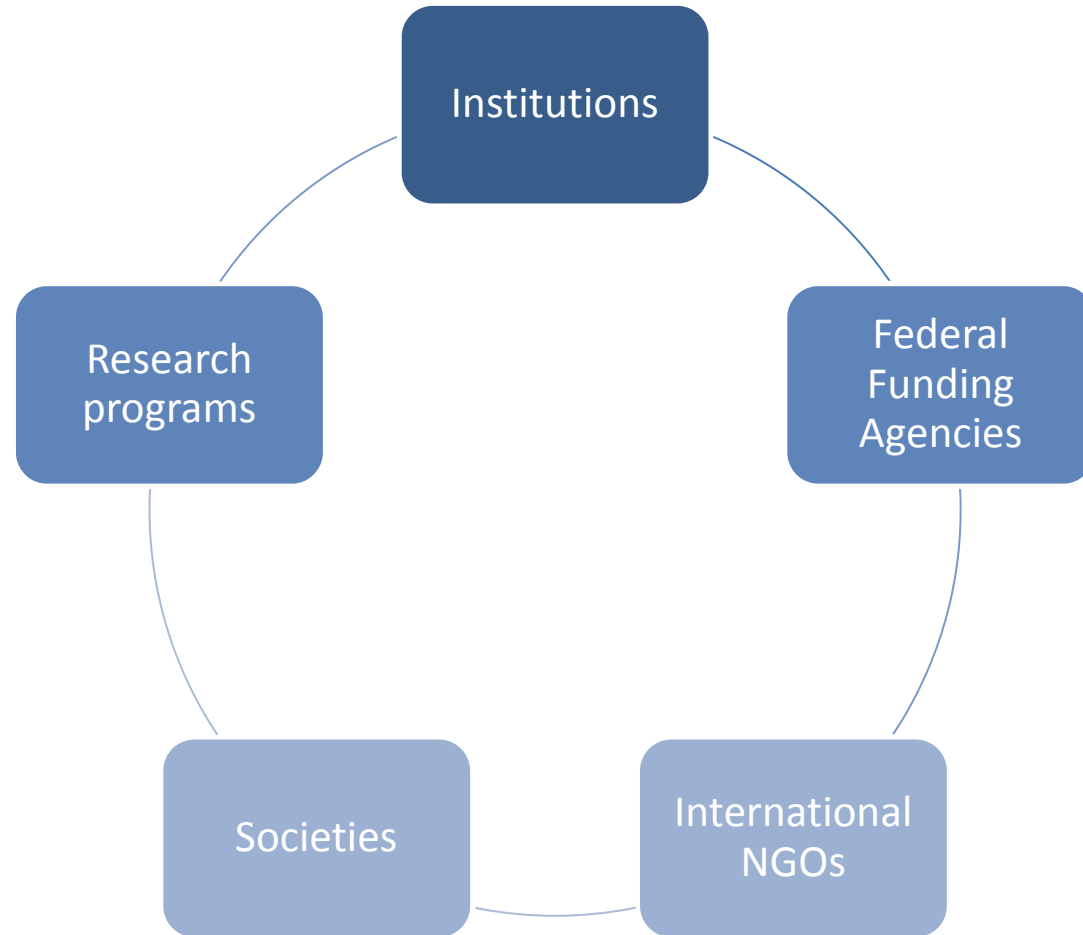 Institutions
Federal
Funding
Agencies
International
NGOs
Societies
Research
programs